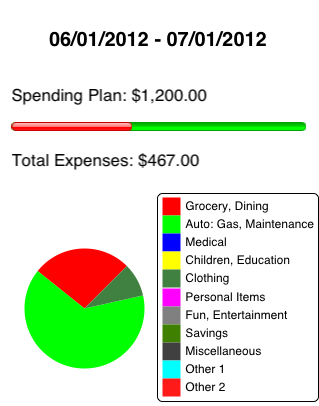 06/01/2012 - 07/01/2012
Spending Plan: $1,200.00
Total Expenses: $467.00
Grocery, Dining
Auto: Gas, Maintenance
Medical
Children, Education
Clothing
Personal Items
Fun, Entertainment
Savings
Miscellaneous
Other 1
Other 2